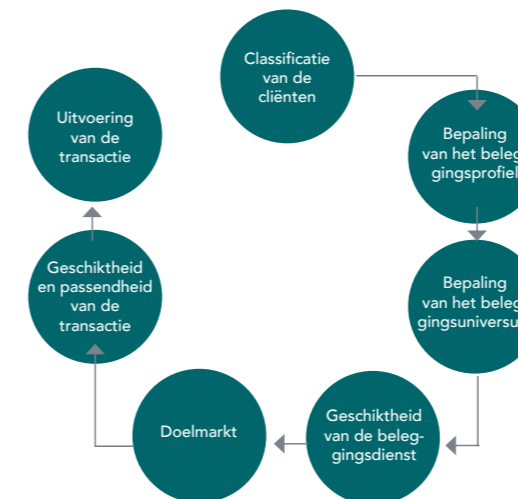 Classificatie
van de
cliënten
Bepaling
van het beleg
gingsprofiel
Bepaling
van het beleg
gingsuniversu
Geschiktheid
van de beleg-
gingsdienst
Doelmarkt
Geschiktheid
en passendheid
van de
transactie
Uitvoering
van de
transactie